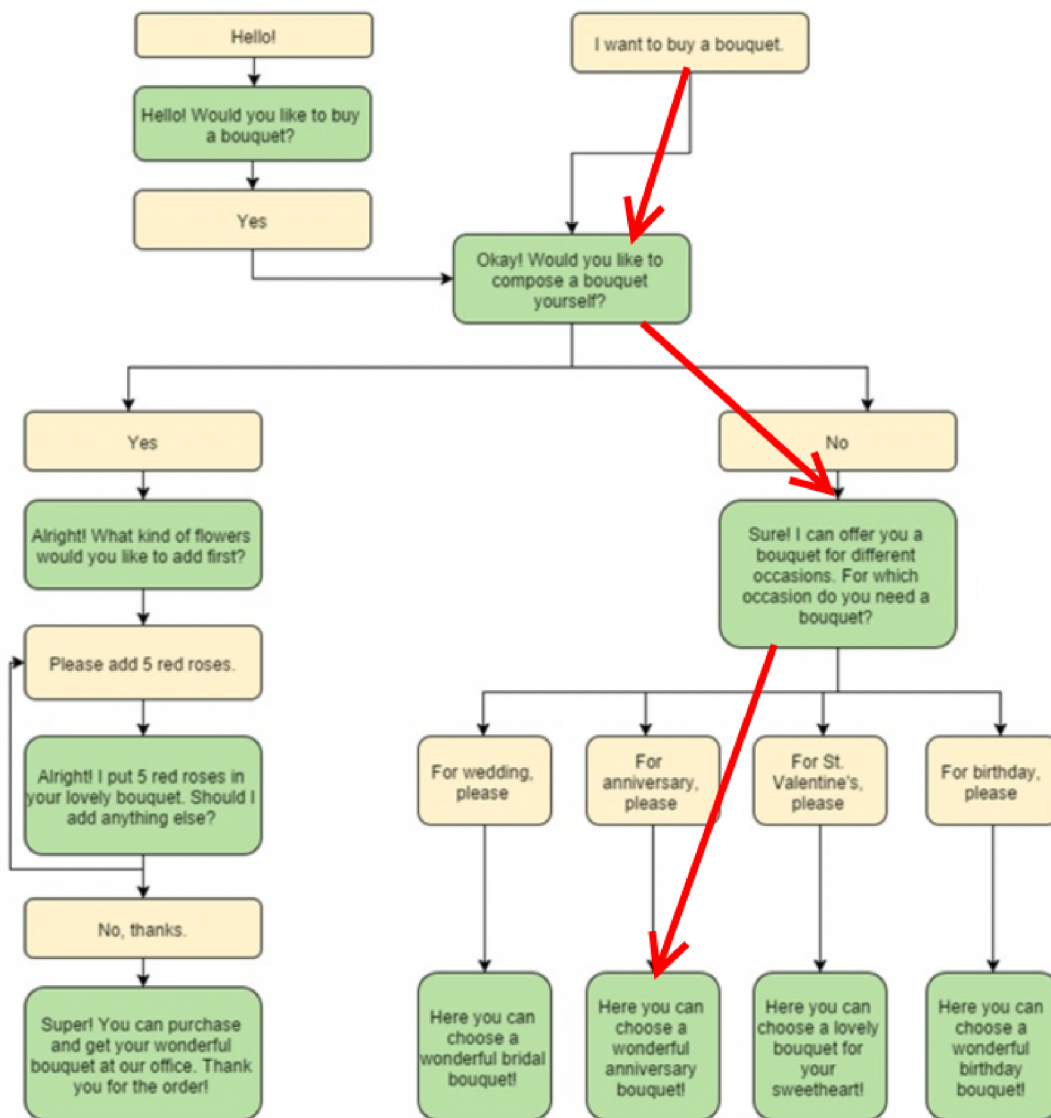 Hello!
I want to buy a bouquet.
Hello! Would you like to buy
a bouquet?
Yes
Okay! Would you like to
compose a bouquet
yourself?
Yes
No
Alright! What kind of flowers
would you like to add first?
Sure! I can offer you a
bouquet for different
occasions. For which
occasion do you need a
bouquet?
Please add 5 red roses.
Alright! I put 5 red roses in
your lovely bouquet. Should I
add anything else?
For wedding,
please
For
anniversary,
please
For St.
Valentine's,
please
For birthday,
please
No, thanks.
Super! You can purchase
and get your wonderful
bouquet at our office. Thank
you for the order!
Here you can
choose a
wonderful bridal
bouquet!
Here you can
choose a
wonderful
anniversary
bouquet!
Here you can
choose a lovely
bouquet for
your
sweetheart!
Here you can
choose a
wonderful
birthday
bouquet!